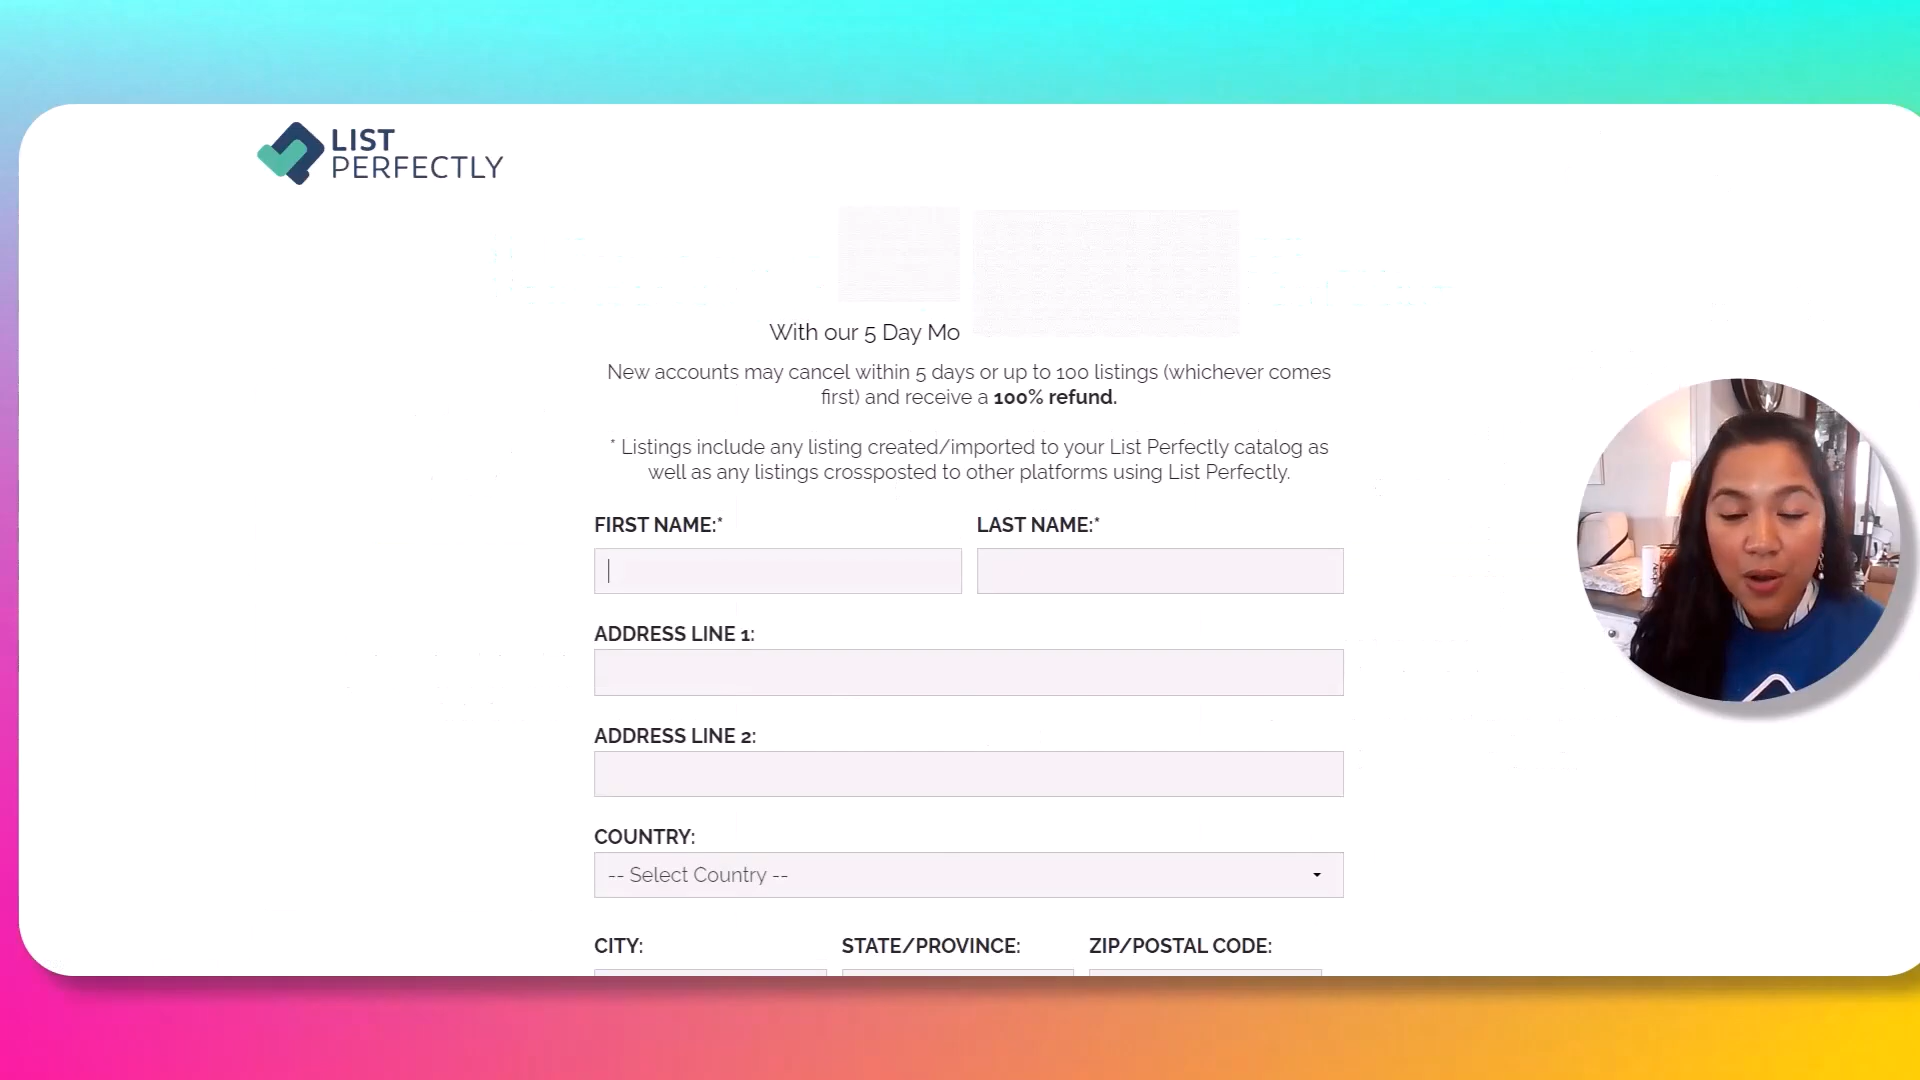 LIST
PERFECTLY
With our 5 Day Mo
New accounts may cancel within 5 days or up to 100 listings (whichever comes
first) and receive a 100% refund.
* Listings include any listing created/imported to your List Perfectly catalog as
well as any listings crossposted to other platforms using List Perfectly.
FIRST NAME:* LAST NAME:*
ADDRESS LINE 1:
ADDRESS LINE 2:
COUNTRY:
-- Select Country --
CITY: STATE/PROVINCE: ZIP/POSTAL CODE:
ebay